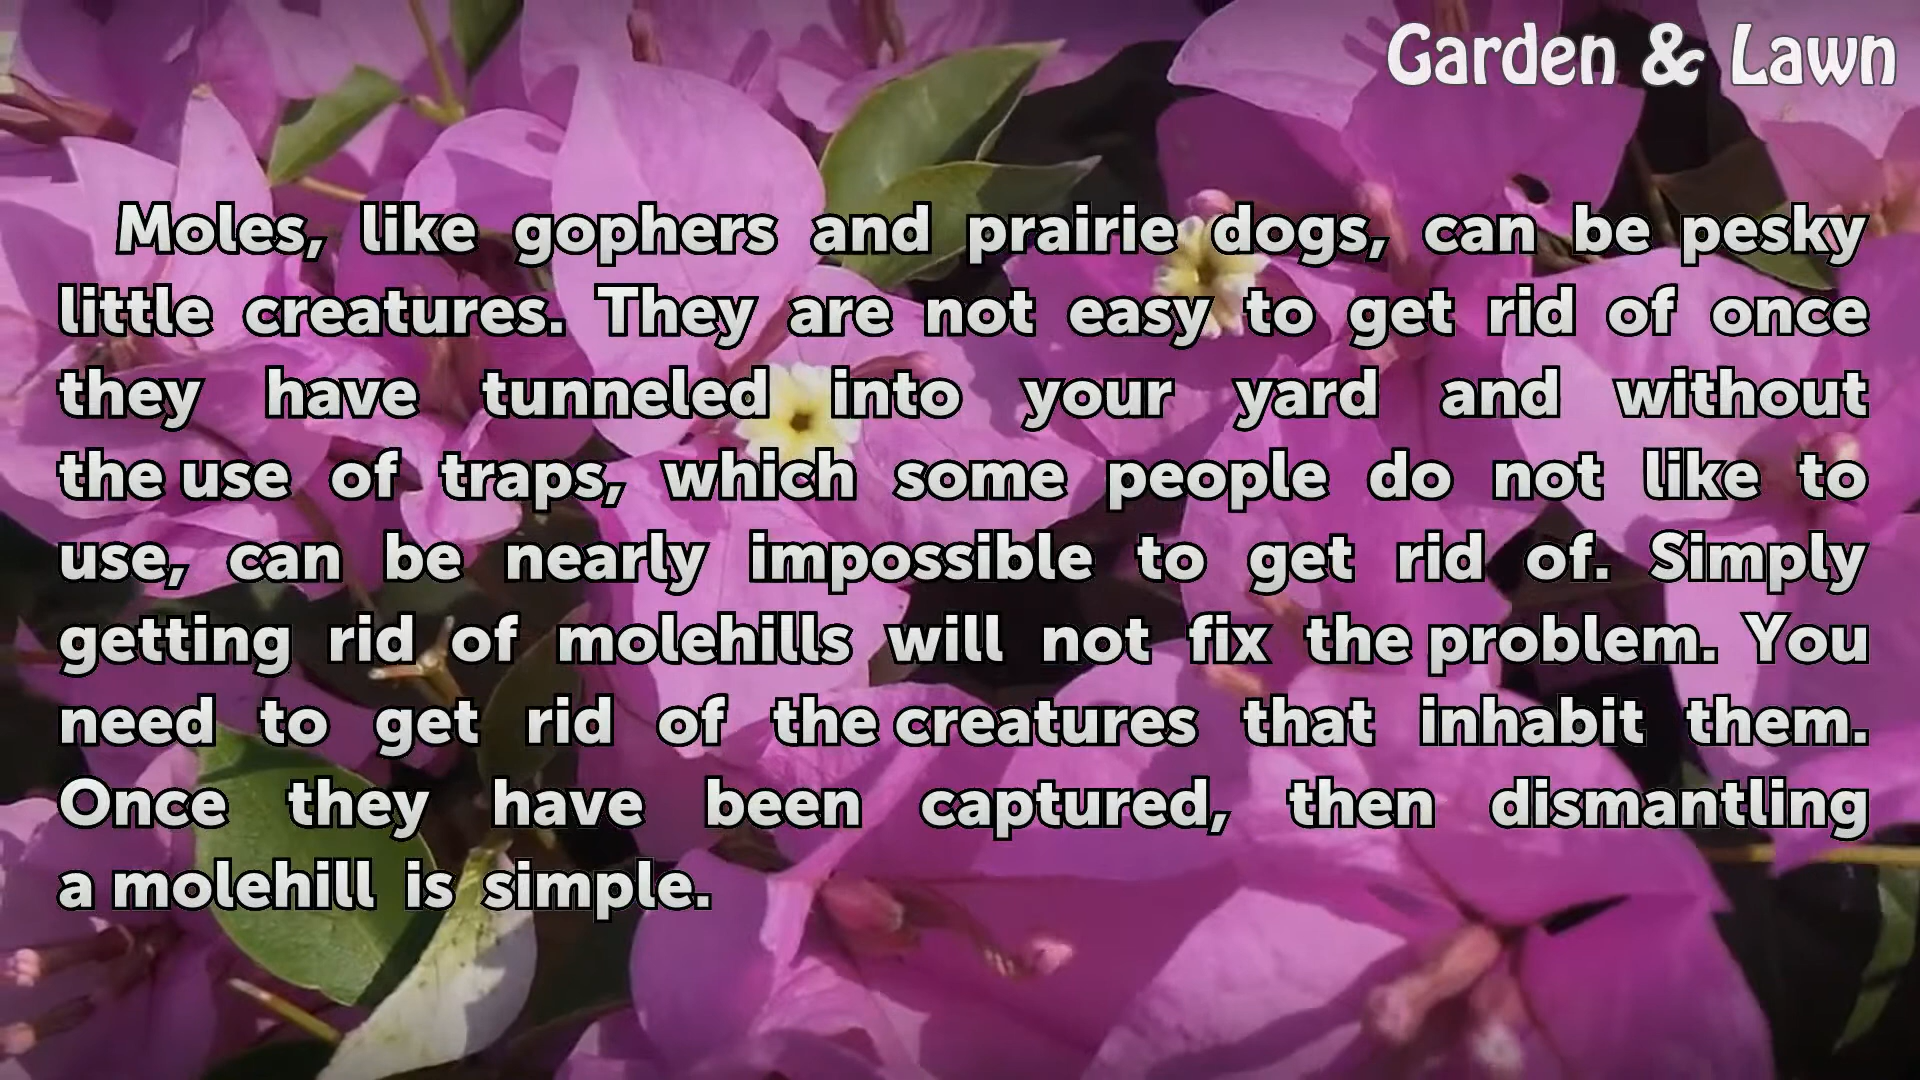 Garden & Lawn
Moles, like gophers and prairie dogs, can be pesky
little creatures. They are not easy to get rid of once
they have tunneled into your yard and without
the use of traps, which some people do not like to
use, can be nearly impossible to get rid of. Simply
getting rid of molehills will not fix the problem. You
need to get rid of the creatures that inhabit them.
Once they have been captured, then dismantling
a molehill is simple.